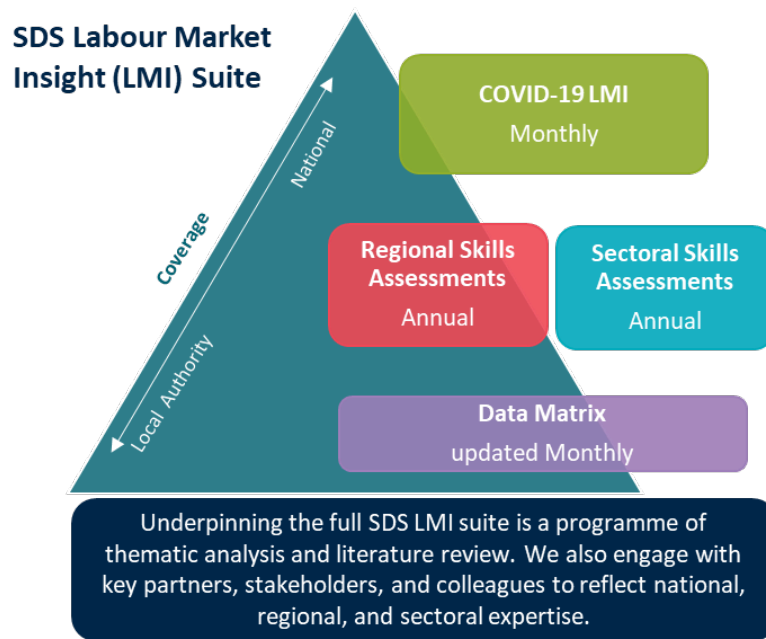 SDS Labour Market
Insight (LMI) Suite
COVID-19 LMI
Monthly
National
Coverage
Local Authority
Regional Skills
Assessments
Annual
Sectoral Skills
Assessments
Annual
Data Matrix
updated Monthly
Underpinning the full SDS LMI suite is a programme of
thematic analysis and literature review. We also engage with
key partners, stakeholders, and colleagues to reflect national,
regional, and sectoral expertise.